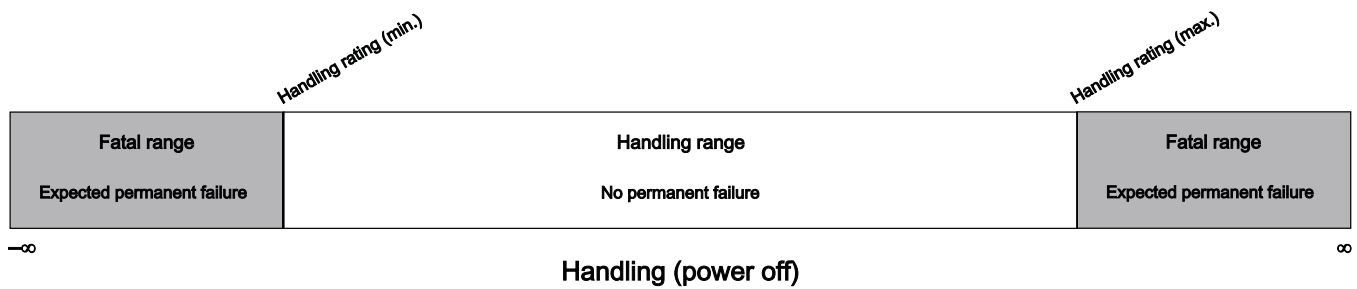 Handling rating (min.)
Handling rating (max.)
Fatal range
Handling range
Fatal range
Expected permanent failure
No permanent failure
Expected permanent failure
–∞
∞
Handling (power off)